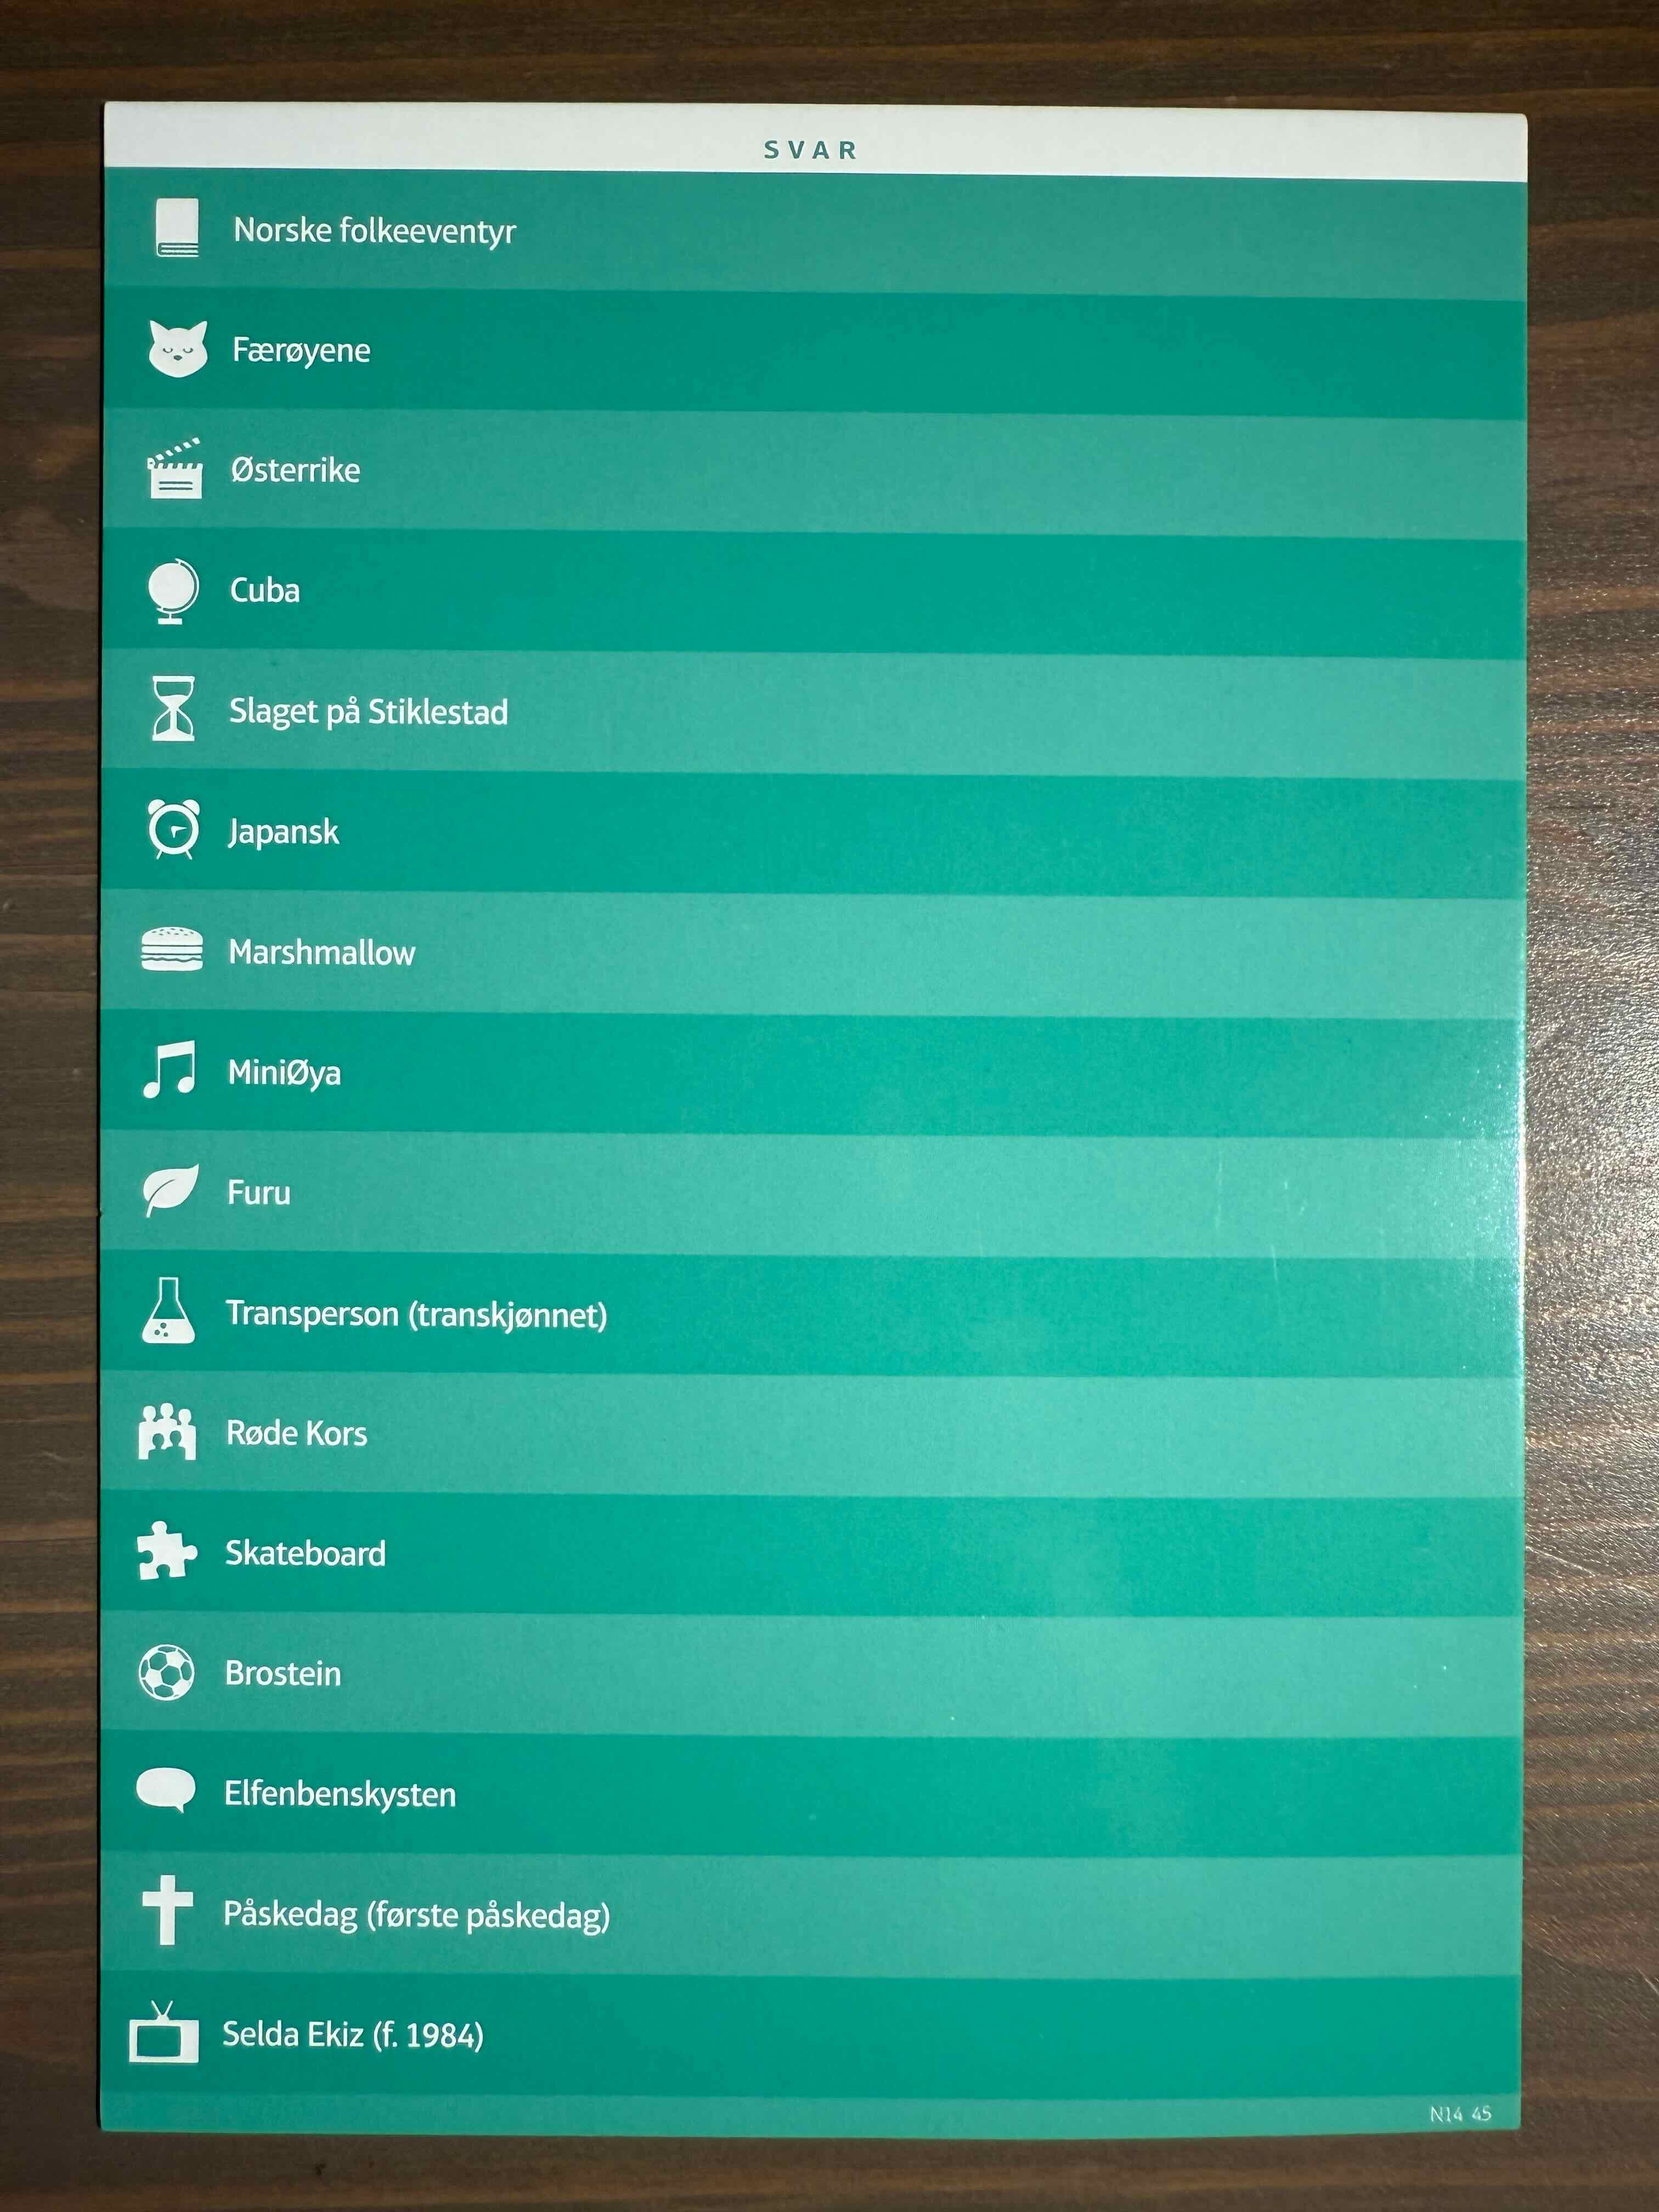 SVAR
Norske folkeeventyr
Færøyene
Østerrike
Cuba
Slaget på Stiklestad
Japansk
Marshmallow
MiniØya
Furu
Transperson (transkjønnet)
Røde Kors
Skateboard
Brostein
Elfenbenskysten
Påskedag (første påskedag)
Selda Ekiz (f. 1984)
N14 45